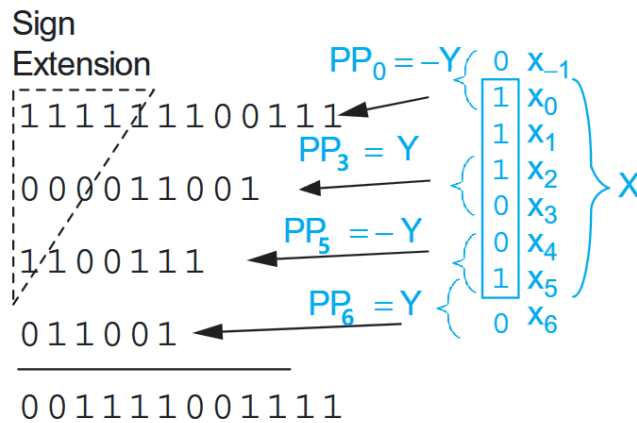 Sign
Extension
PP₀ = –Y
0 x₋₁
111111100111
1 x₀
1 x₁
PP₃ = Y
1 x₂
000011001
0 x₃
X
PP₅ = –Y
0 x₄
1100111
1 x₅
PP₆ = Y
0 x₆
011001
001111001111